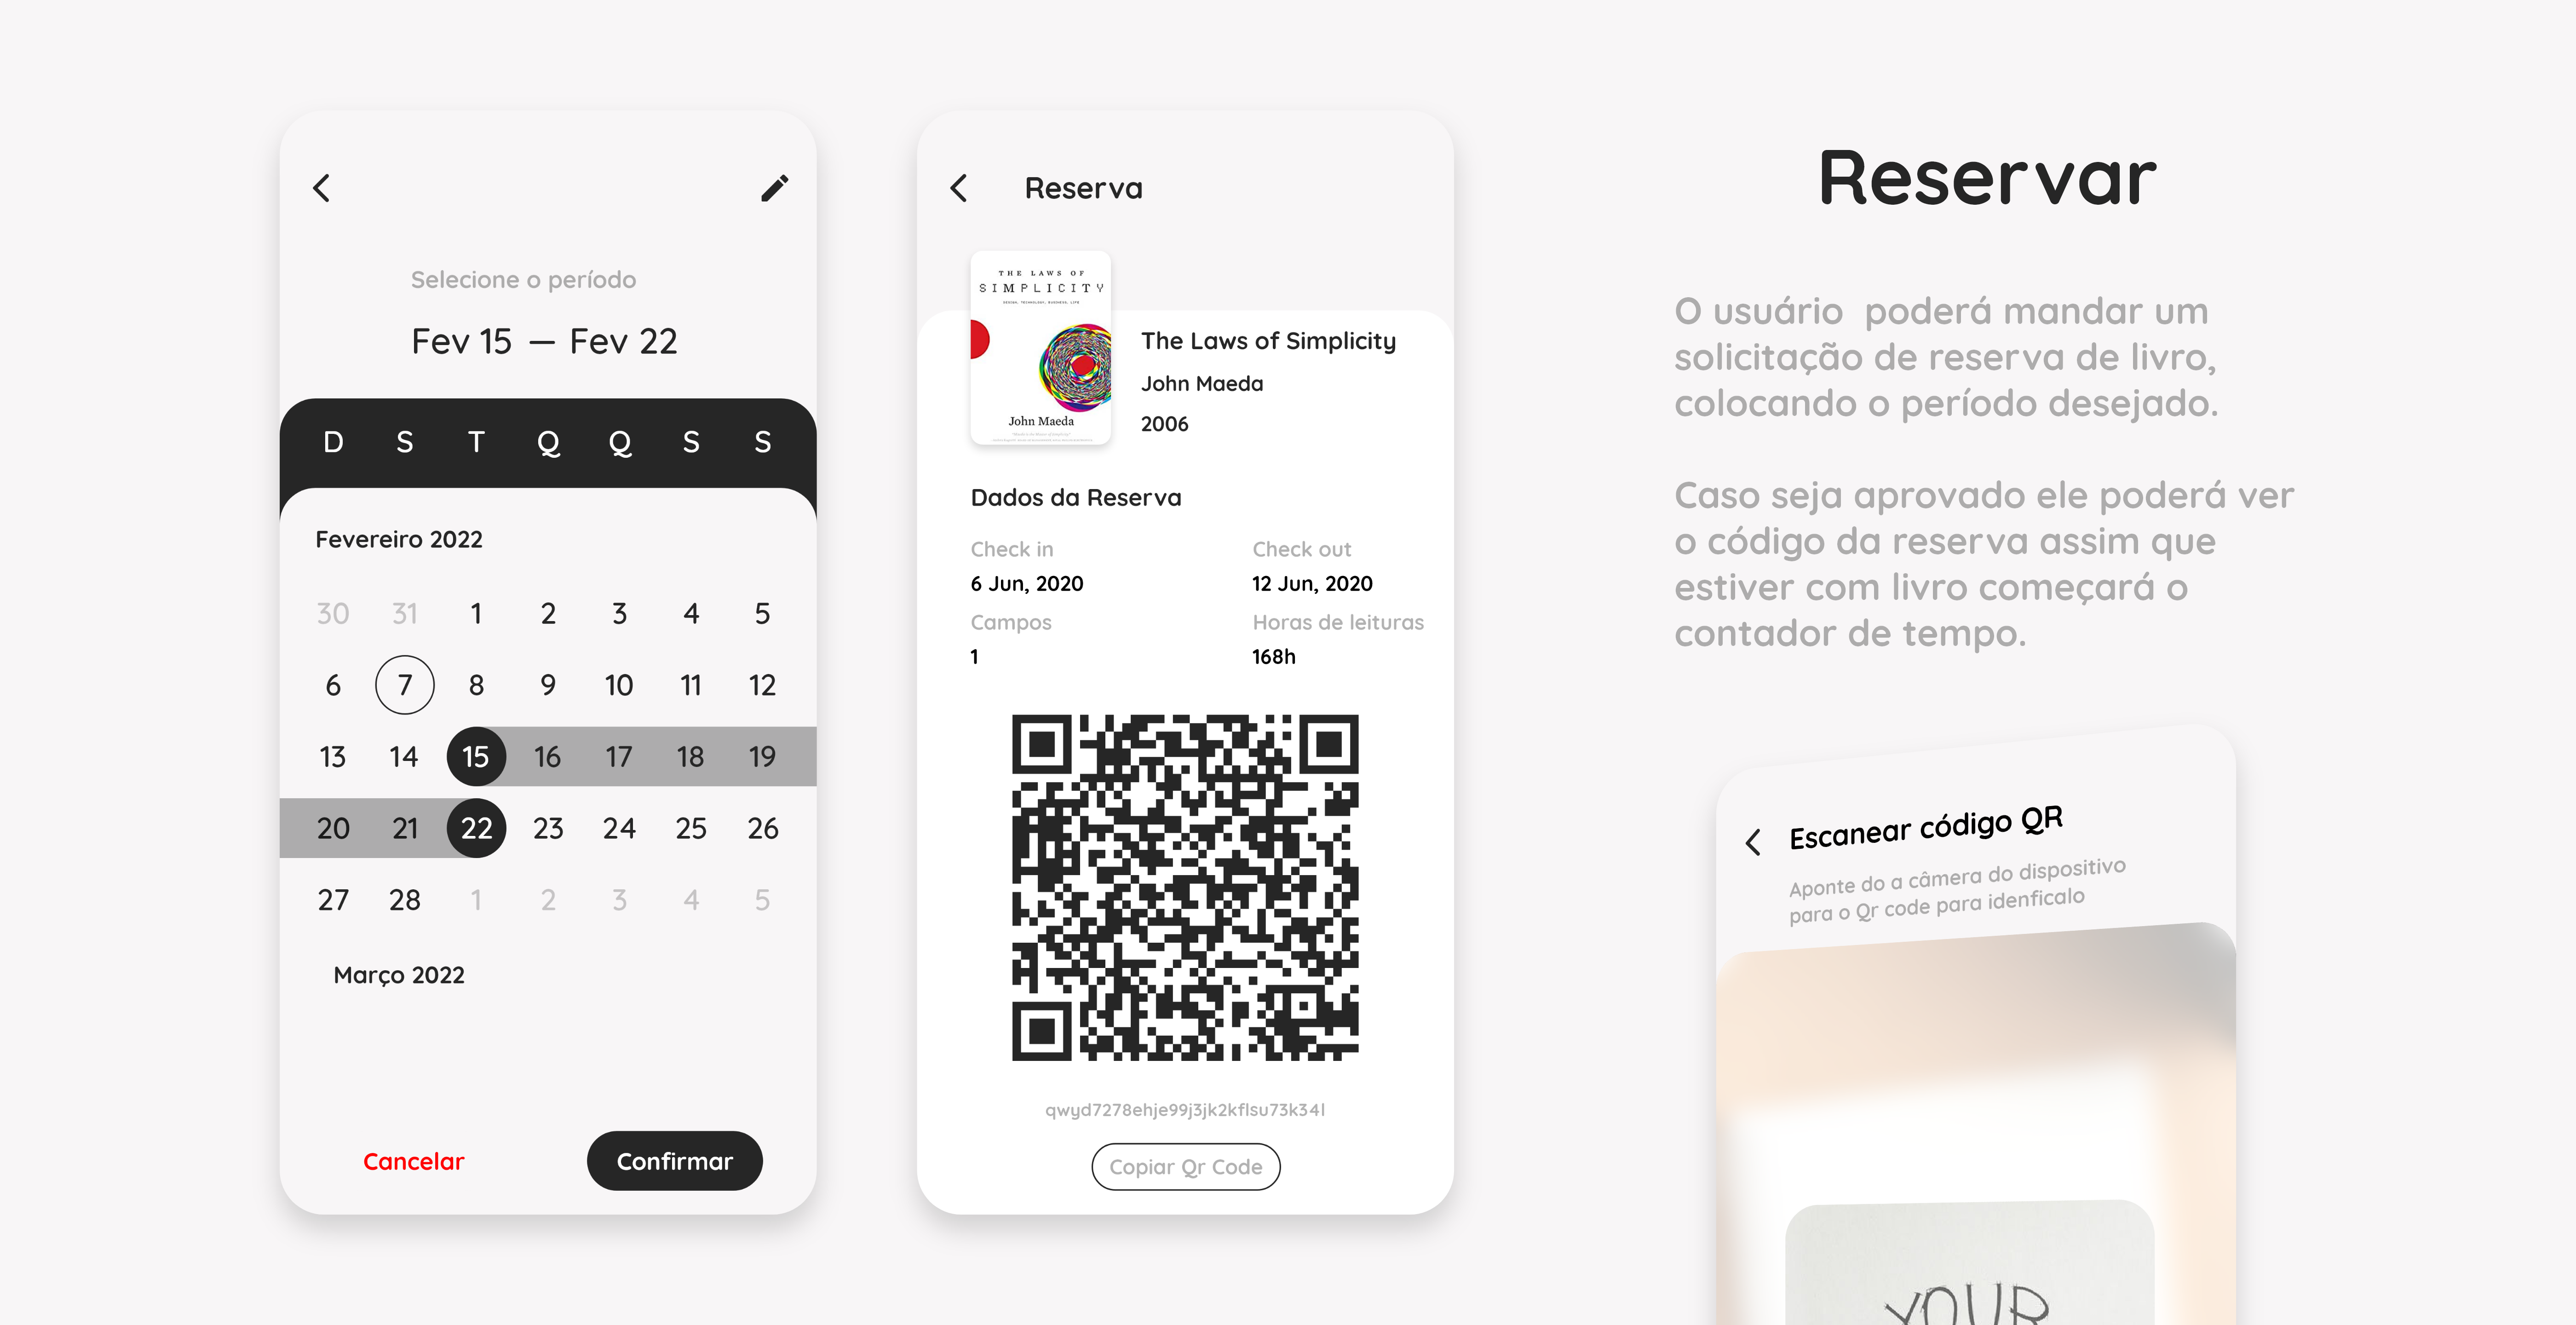 Selecione o período
Fev 15 — Fev 22
D S T Q Q S S
Fevereiro 2022
30 31 1 2 3 4 5
6 7 8 9 10 11 12
13 14 15 16 17 18 19
20 21 22 23 24 25 26
27 28 1 2 3 4 5
Março 2022
Cancelar Confirmar
Reserva
THE LAWS OF
SIMPLICITY
DESIGN, TECHNOLOGY, BUSINESS, LIFE
John Maeda
The Laws of Simplicity
John Maeda
2006
Dados da Reserva
Check in Check out
6 Jun, 2020 12 Jun, 2020
Campos Horas de leituras
1 168h
qwyd7278ehje99j3jk2kflsu73k34l
Copiar Qr Code
Reservar
O usuário poderá mandar um
solicitação de reserva de livro,
colocando o período desejado.
Caso seja aprovado ele poderá ver
o código da reserva assim que
estiver com livro começará o
contador de tempo.
Escanear código QR
Aponte do a câmera do dispositivo
para o Qr code para idenficalo
YOUR